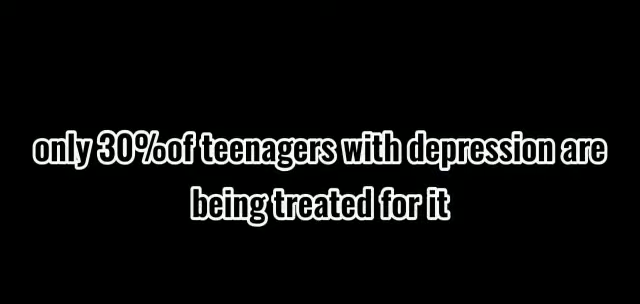 only 30%of teenagers with depression are
being treated for it